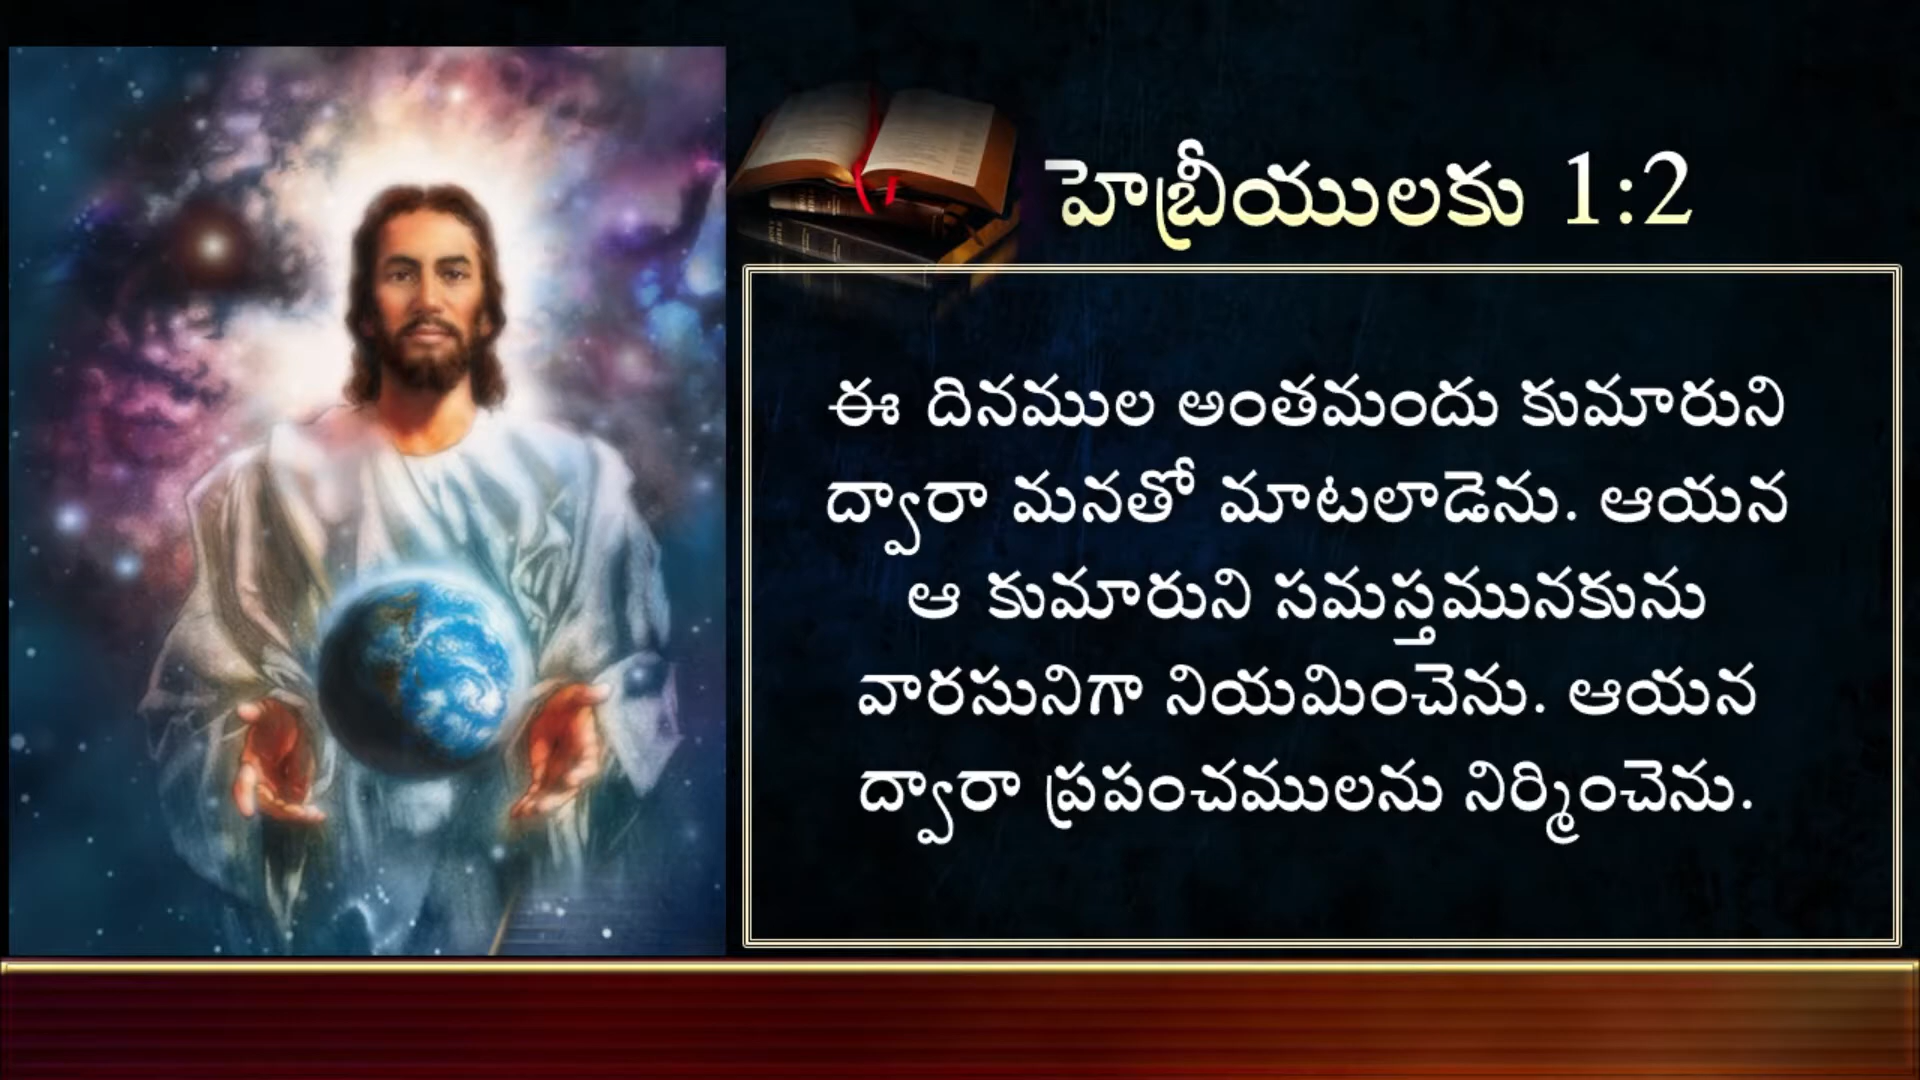 హెబ్రీయులకు 1:2
ఈ దినముల అంతమందు కుమారుని
ద్వారా మనతో మాటలాడెను. ఆయన
ఆ కుమారుని సమస్తమునకును
వారసునిగా నియమించెను. ఆయన
ద్వారా ప్రపంచములను నిర్మించెను.